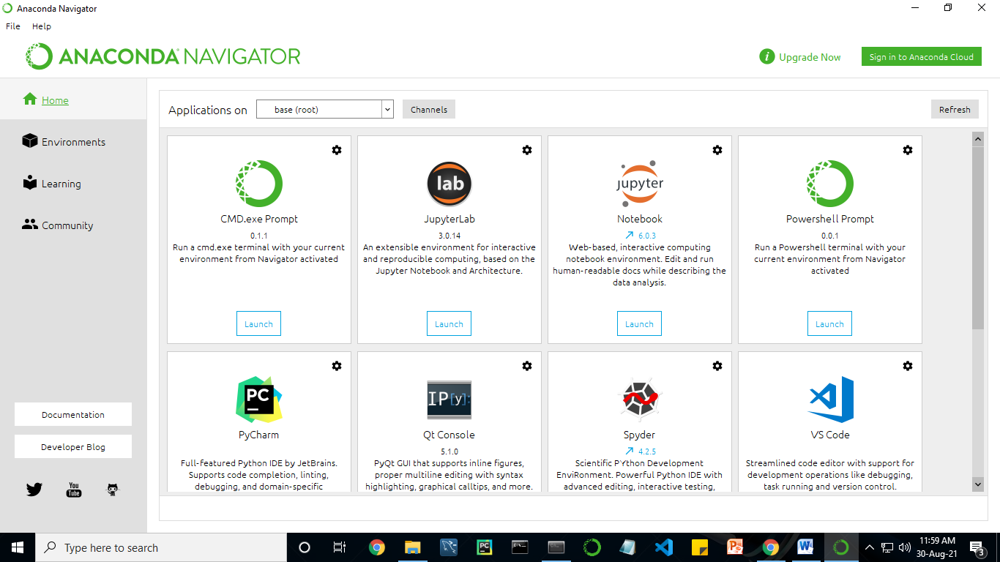 Anaconda Navigator
File Help
ANACONDA NAVIGATOR
Upgrade Now
Sign in to Anaconda Cloud
Home
Environments
Learning
Community
Documentation
Developer Blog
You
Tube
Applications on
base (root)
Channels
Refresh
CMD.exe Prompt
0.1.1
Run a cmd.exe terminal with your current
environment from Navigator activated
Launch
lab
JupyterLab
3.0.14
An extensible environment for interactive
and reproducible computing, based on the
Jupyter Notebook and Architecture.
Launch
jupyter
Notebook
6.0.3
Web-based, interactive computing
notebook environment. Edit and run
human-readable docs while describing the
data analysis.
Launch
Powershell Prompt
0.0.1
Run a Powershell terminal with your
current environment from Navigator
activated
Launch
PC
PyCharm
Full-featured Python IDE by JetBrains.
Supports code completion, linting,
debugging, and domain-specific
IP[y]:
Qt Console
5.1.0
PyQt GUI that supports inline figures,
proper multiline editing with syntax
highlighting, graphical calltips, and more.
Spyder
4.2.5
Scientific PYthon Development
EnviRonment. Powerful Python IDE with
advanced editing, interactive testing,
VS Code
Streamlined code editor with support for
development operations like debugging,
task running and version control.
Type here to search
PC
P
W
11:59 AM
30-Aug-21
3